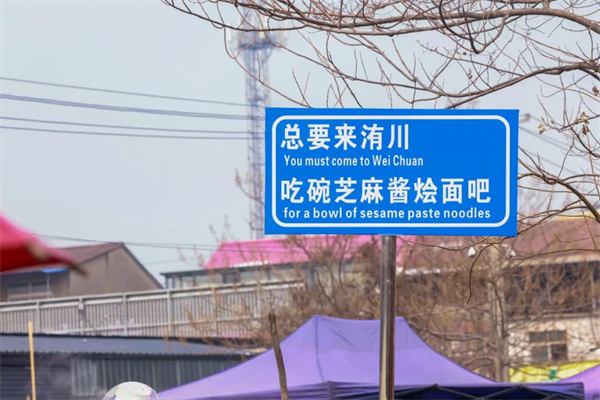 总要来洧川
You must come to Wei Chuan
吃碗芝麻酱烩面吧
for a bowl of sesame paste noodles